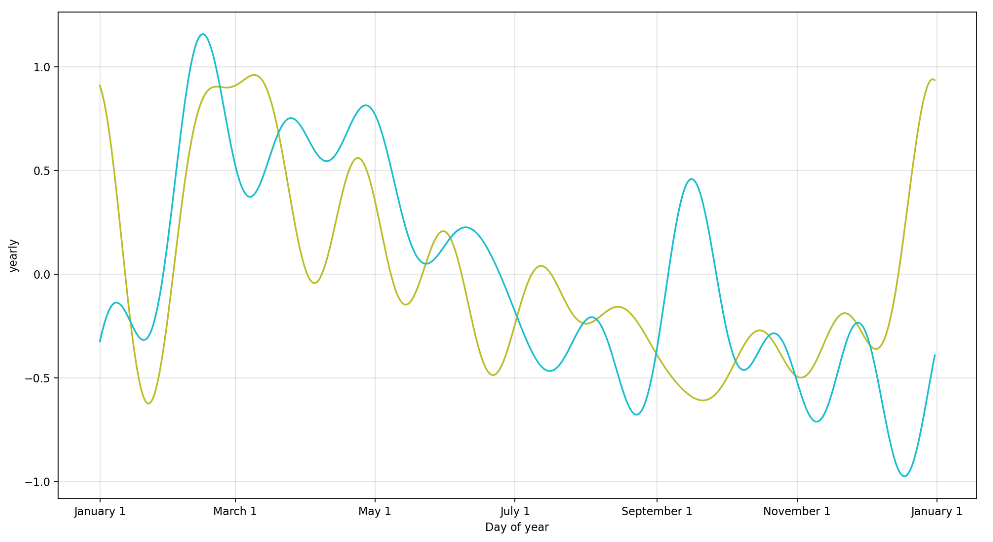 yearly
1.0
0.5
0.0
−0.5
−1.0
January 1 March 1 May 1 July 1 September 1 November 1 January 1
Day of year